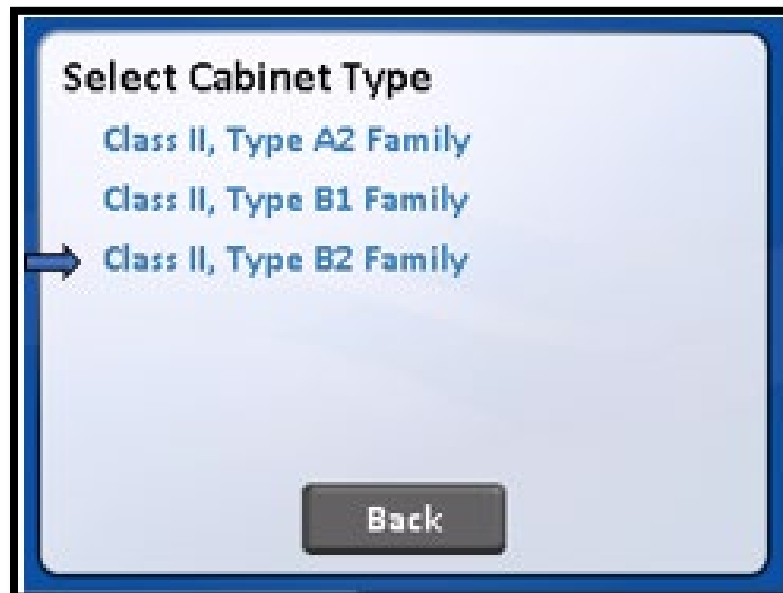 Select Cabinet Type
Class II, Type A2 Family
Class II, Type B1 Family
Class II, Type B2 Family
Back